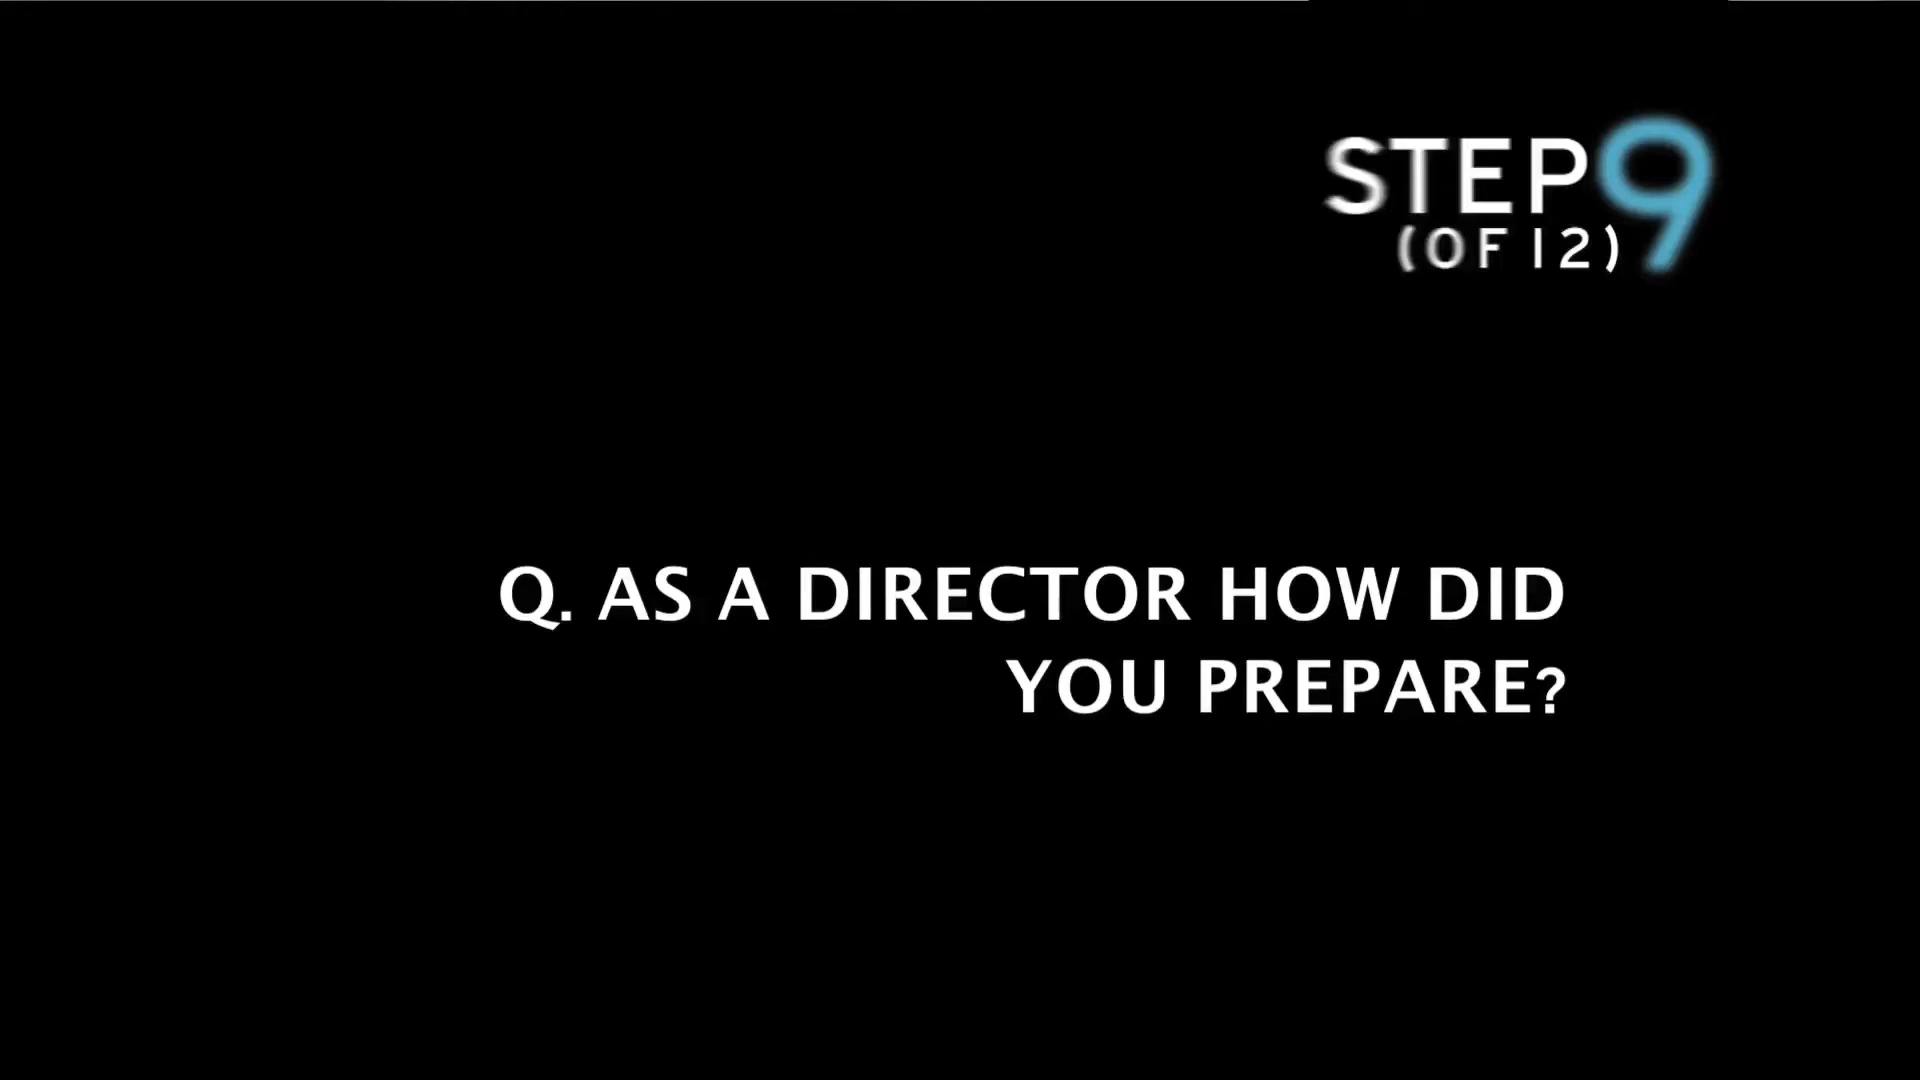 STEP 9
(OF 12)
Q. AS A DIRECTOR HOW DID
YOU PREPARE?